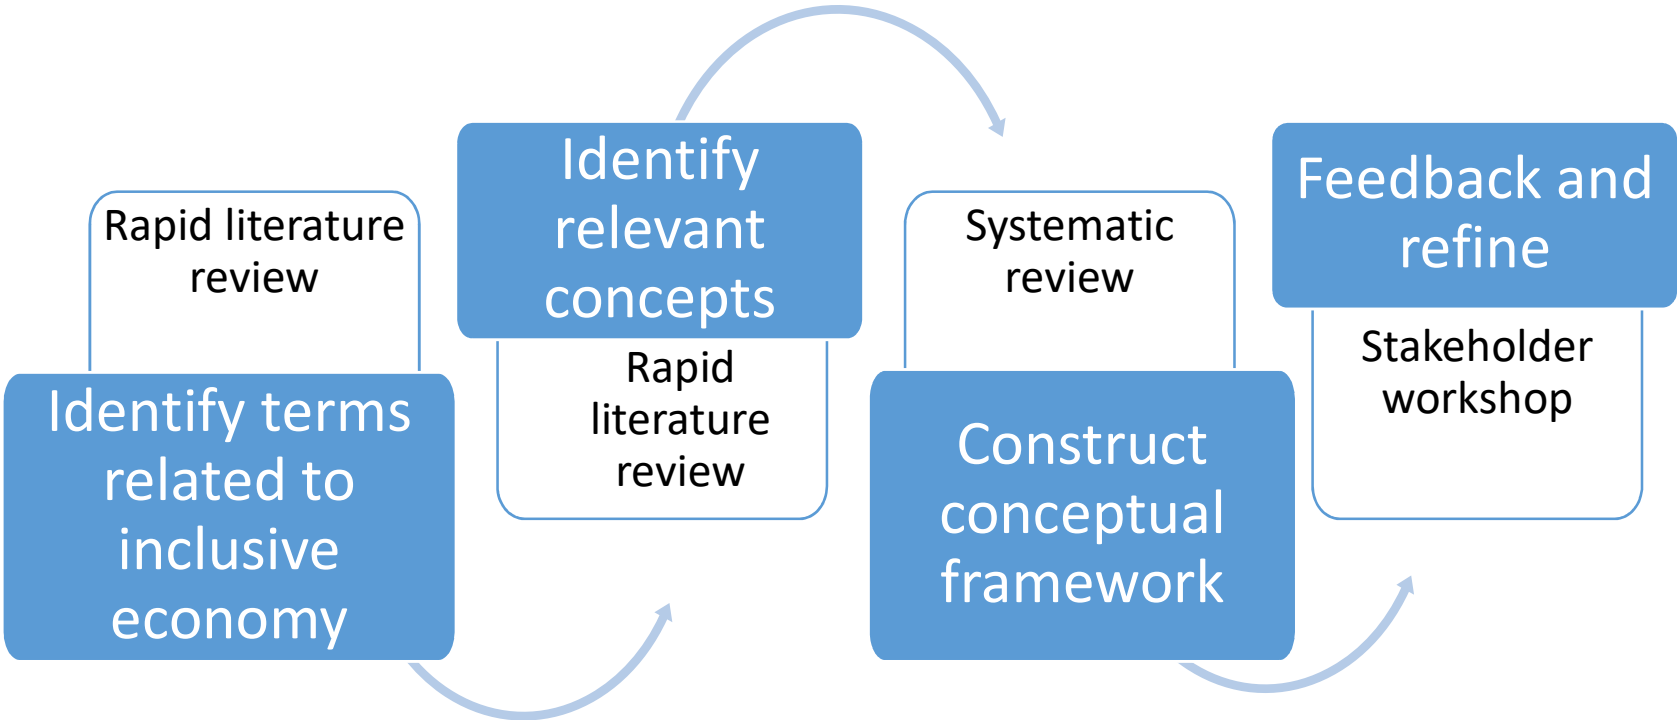 Rapid literature
review
Identify terms
related to
inclusive
economy
Identify
relevant
concepts
Rapid
literature
review
Systematic
review
Construct
conceptual
framework
Feedback and
refine
Stakeholder
workshop